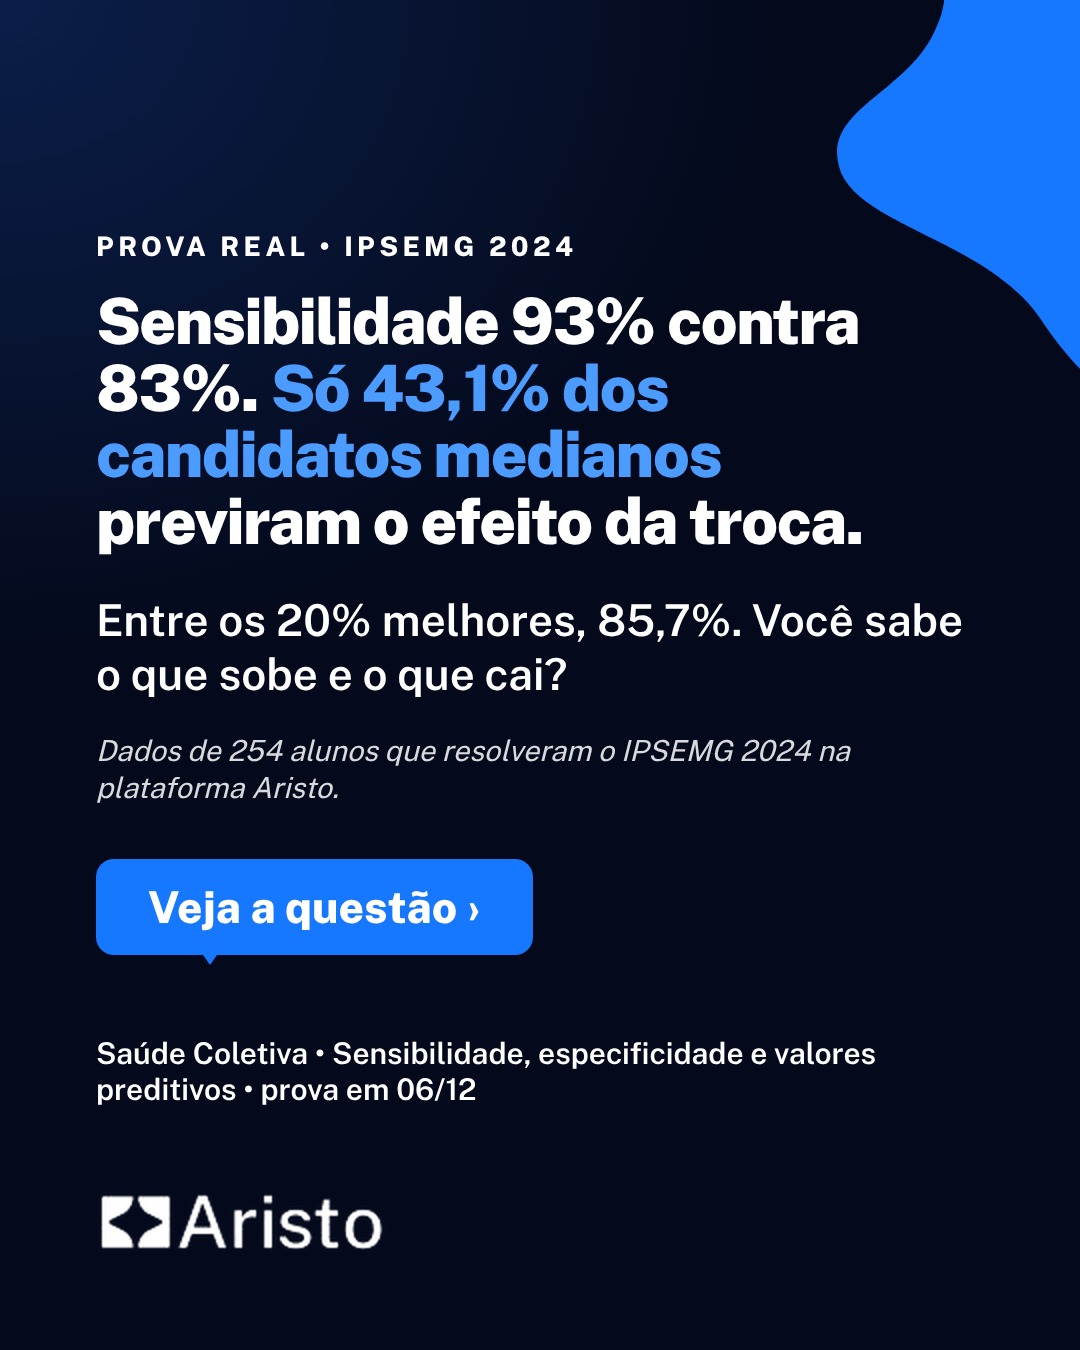 PROVA REAL • IPSEMG 2024
Sensibilidade 93% contra
83%. Só 43,1% dos
candidatos medianos
previram o efeito da troca.
Entre os 20% melhores, 85,7%. Você sabe
o que sobe e o que cai?
Dados de 254 alunos que resolveram o IPSEMG 2024 na
plataforma Aristo.
Veja a questão ›
Saúde Coletiva • Sensibilidade, especificidade e valores
preditivos • prova em 06/12
Aristo